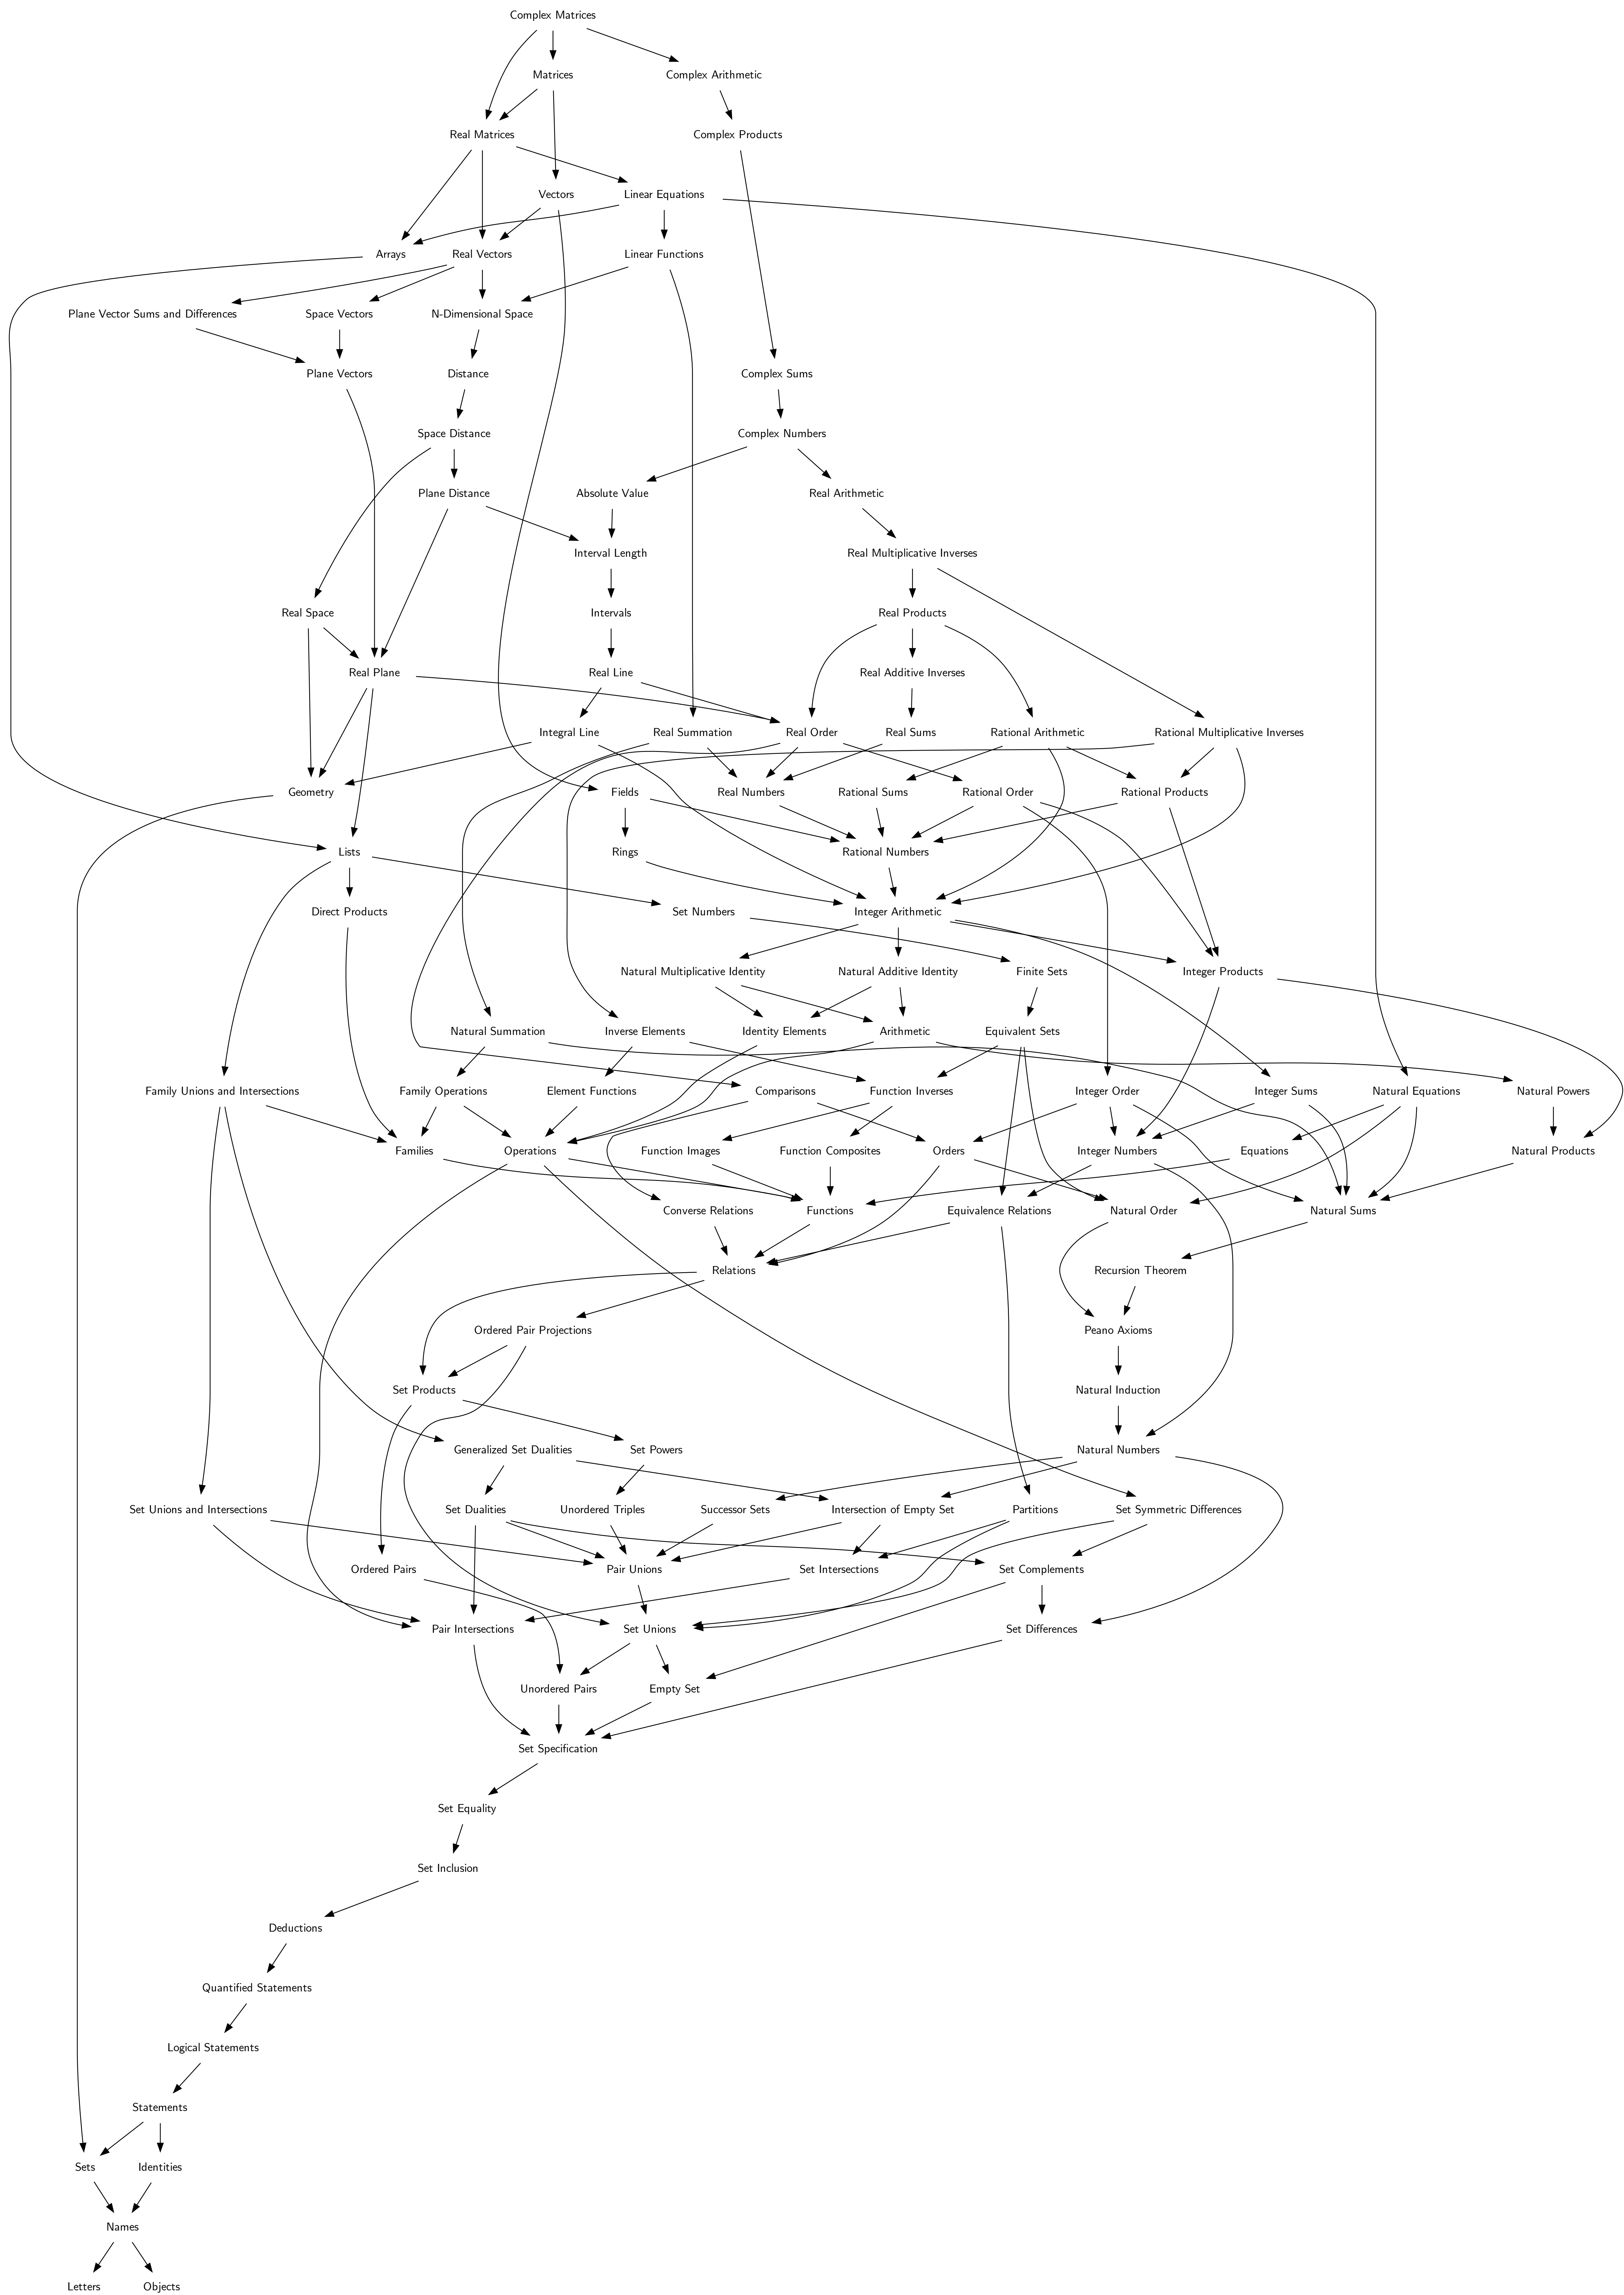 Complex Matrices
Matrices
Complex Arithmetic
Real Matrices
Complex Products
Vectors
Linear Equations
Arrays
Real Vectors
Linear Functions
Plane Vector Sums and Differences
Space Vectors
N-Dimensional Space
Plane Vectors
Distance
Complex Sums
Space Distance
Complex Numbers
Plane Distance
Absolute Value
Real Arithmetic
Interval Length
Real Multiplicative Inverses
Real Space
Intervals
Real Products
Real Plane
Real Line
Real Additive Inverses
Integral Line
Real Summation
Real Order
Real Sums
Rational Arithmetic
Rational Multiplicative Inverses
Geometry
Fields
Real Numbers
Rational Sums
Rational Order
Rational Products
Lists
Rings
Rational Numbers
Direct Products
Set Numbers
Integer Arithmetic
Natural Multiplicative Identity
Natural Additive Identity
Finite Sets
Integer Products
Natural Summation
Inverse Elements
Identity Elements
Arithmetic
Equivalent Sets
Family Unions and Intersections
Family Operations
Element Functions
Comparisons
Function Inverses
Integer Order
Integer Sums
Natural Equations
Natural Powers
Families
Operations
Function Images
Function Composites
Orders
Integer Numbers
Equations
Natural Products
Converse Relations
Functions
Equivalence Relations
Natural Order
Natural Sums
Relations
Recursion Theorem
Ordered Pair Projections
Peano Axioms
Set Products
Natural Induction
Generalized Set Dualities
Set Powers
Natural Numbers
Set Unions and Intersections
Set Dualities
Unordered Triples
Successor Sets
Intersection of Empty Set
Partitions
Set Symmetric Differences
Ordered Pairs
Pair Unions
Set Intersections
Set Complements
Pair Intersections
Set Unions
Set Differences
Unordered Pairs
Empty Set
Set Specification
Set Equality
Set Inclusion
Deductions
Quantified Statements
Logical Statements
Statements
Sets
Identities
Names
Letters
Objects